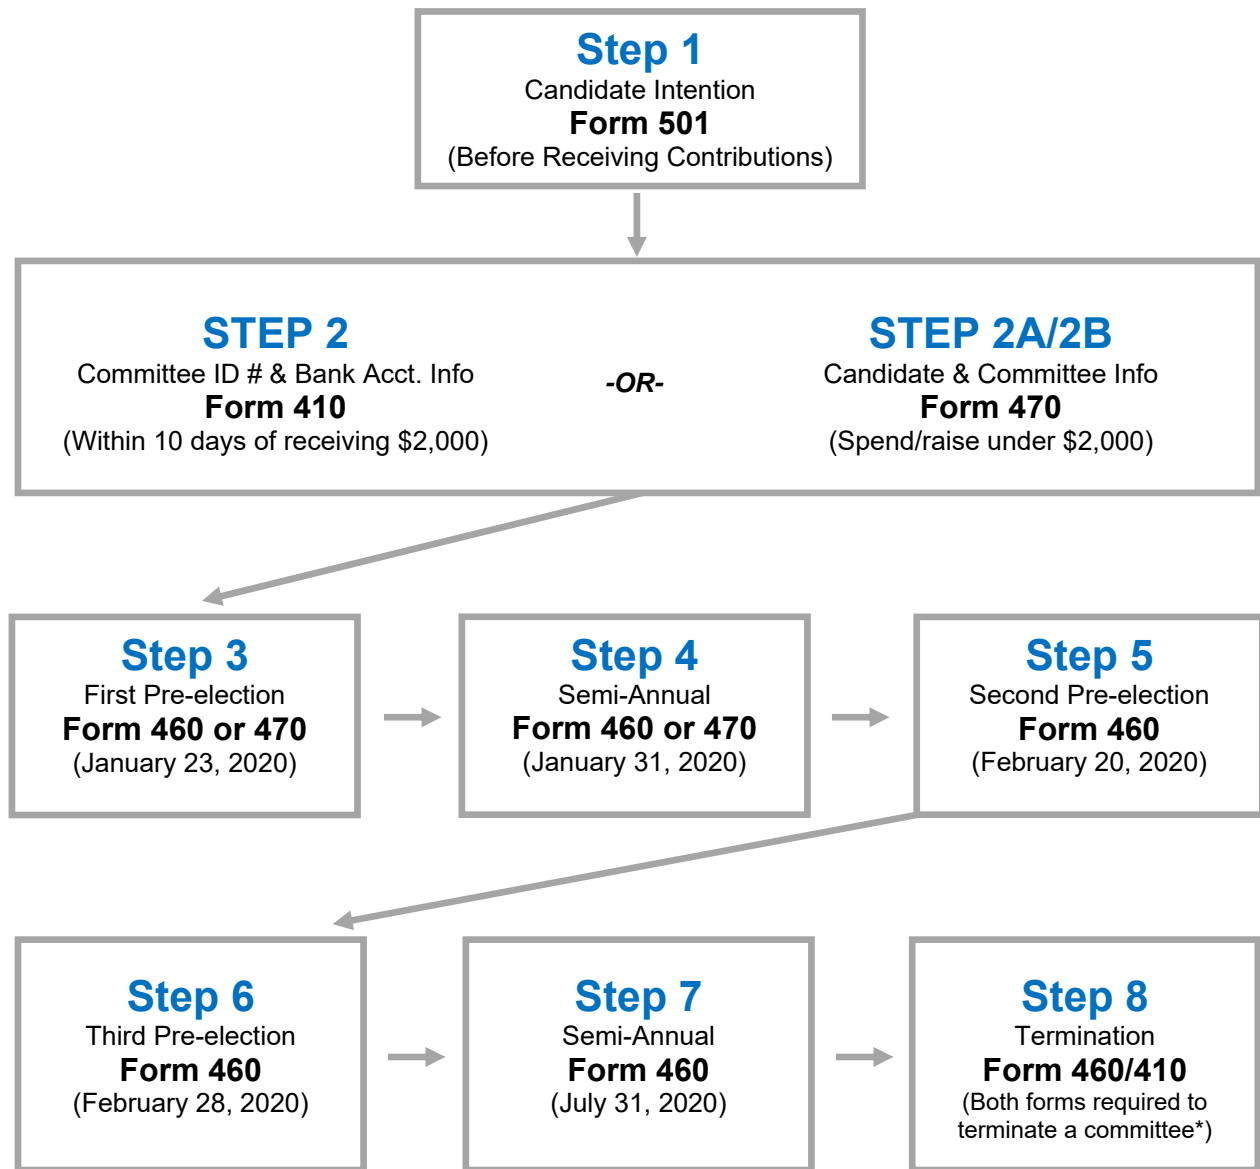 Step 1
Candidate Intention
Form 501
(Before Receiving Contributions)
STEP 2
Committee ID # & Bank Acct. Info
Form 410
(Within 10 days of receiving $2,000)
-OR-
STEP 2A/2B
Candidate & Committee Info
Form 470
(Spend/raise under $2,000)
Step 3
First Pre-election
Form 460 or 470
(January 23, 2020)
Step 4
Semi-Annual
Form 460 or 470
(January 31, 2020)
Step 5
Second Pre-election
Form 460
(February 20, 2020)
Step 6
Third Pre-election
Form 460
(February 28, 2020)
Step 7
Semi-Annual
Form 460
(July 31, 2020)
Step 8
Termination
Form 460/410
(Both forms required to
terminate a committee*)